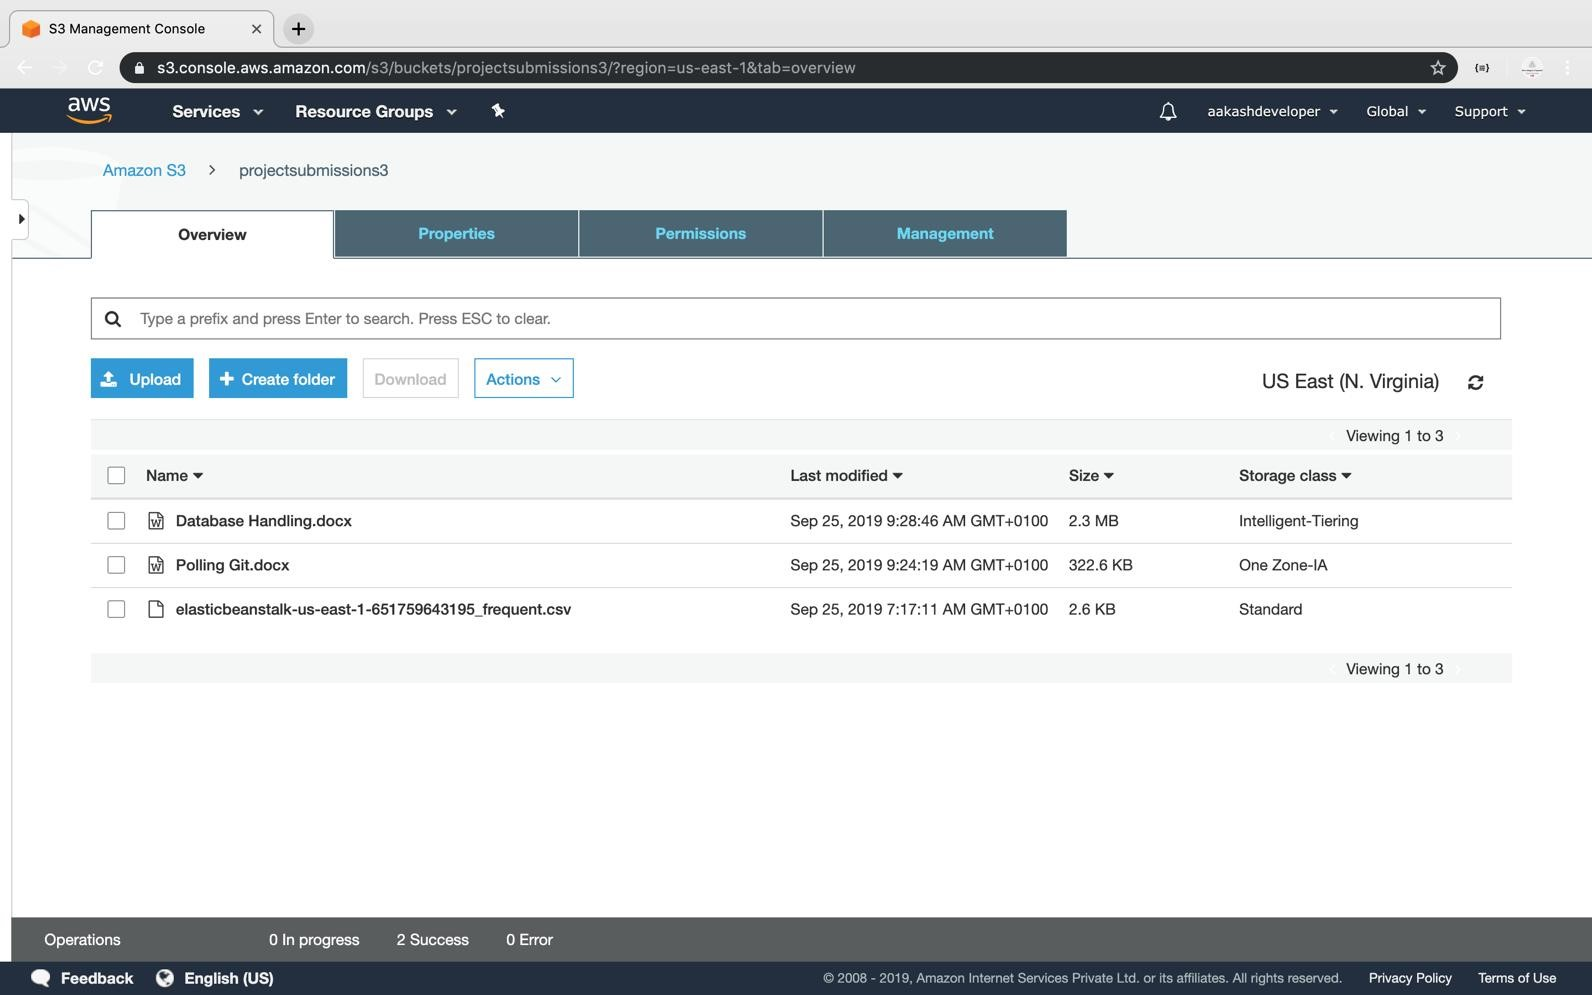 S3 Management Console
s3.console.aws.amazon.com/s3/buckets/projectsubmissions3/?region=us-east-1&tab=overview
aws Services Resource Groups aakashdeveloper Global Support
Amazon S3 > projectsubmissions3
Overview Properties Permissions Management
Type a prefix and press Enter to search. Press ESC to clear.
Upload + Create folder Download Actions US East (N. Virginia)
Viewing 1 to 3
Name Last modified Size Storage class
Database Handling.docx Sep 25, 2019 9:28:46 AM GMT+0100 2.3 MB Intelligent-Tiering
Polling Git.docx Sep 25, 2019 9:24:19 AM GMT+0100 322.6 KB One Zone-IA
elasticbeanstalk-us-east-1-651759643195_frequent.csv Sep 25, 2019 7:17:11 AM GMT+0100 2.6 KB Standard
Viewing 1 to 3
Operations 0 In progress 2 Success 0 Error
Feedback English (US) © 2008 - 2019, Amazon Internet Services Private Ltd. or its affiliates. All rights reserved. Privacy Policy Terms of Use